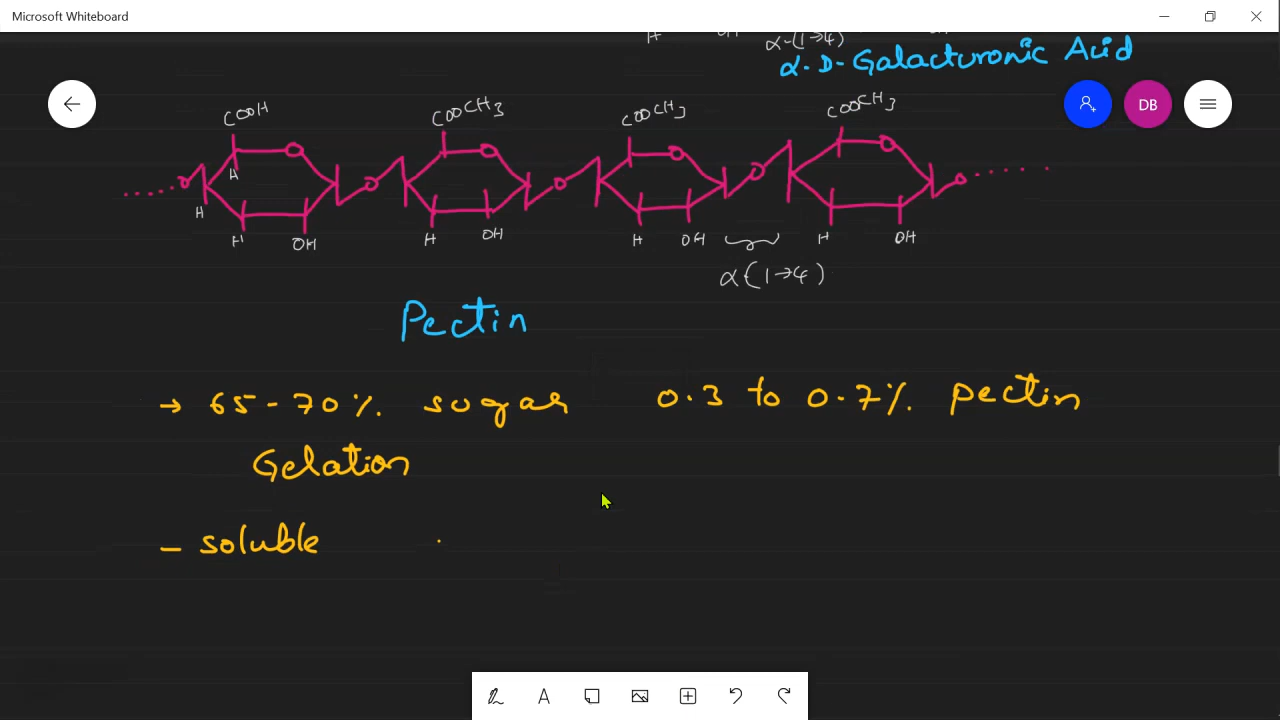 Microsoft Whiteboard
H OH α-(1→4)
α-D-Galacturonic Acid
COOH COOCH3 COOCH3 COOCH3 DB
......O O O O O O O O O ......
H
H
H OH H OH H OH H OH
α(1→4)
Pectin
→ 65-70% sugar 0.3 to 0.7% pectin
Gelation
- soluble
A